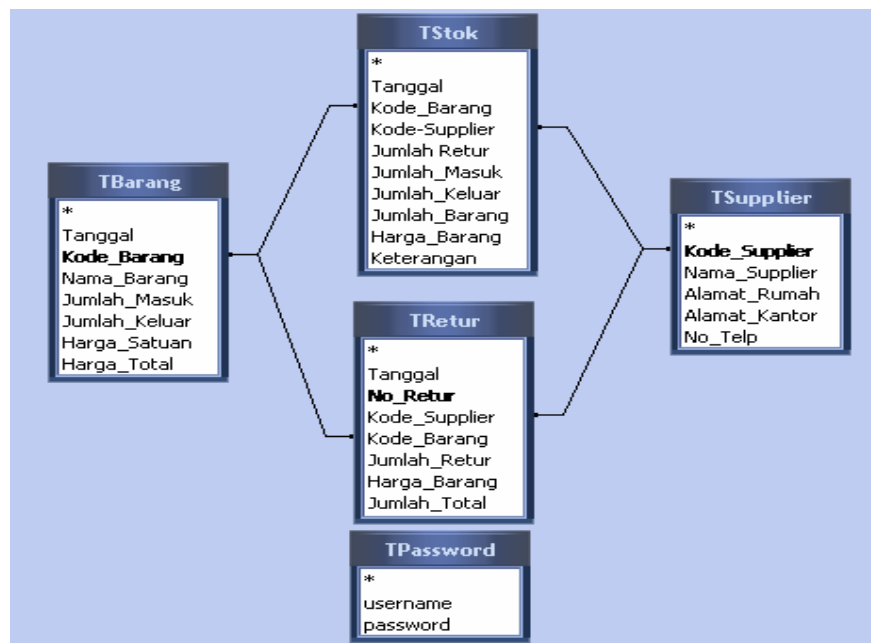 TStok
*
Tanggal
Kode_Barang
Kode-Supplier
Jumlah Retur
Jumlah_Masuk
Jumlah_Keluar
Jumlah_Barang
Harga_Barang
Keterangan
TBarang
*
Tanggal
Kode_Barang
Nama_Barang
Jumlah_Masuk
Jumlah_Keluar
Harga_Satuan
Harga_Total
TSupplier
*
Kode_Supplier
Nama_Supplier
Alamat_Rumah
Alamat_Kantor
No_Telp
TRetur
*
Tanggal
No_Retur
Kode_Supplier
Kode_Barang
Jumlah_Retur
Harga_Barang
Jumlah_Total
TPassword
*
username
password